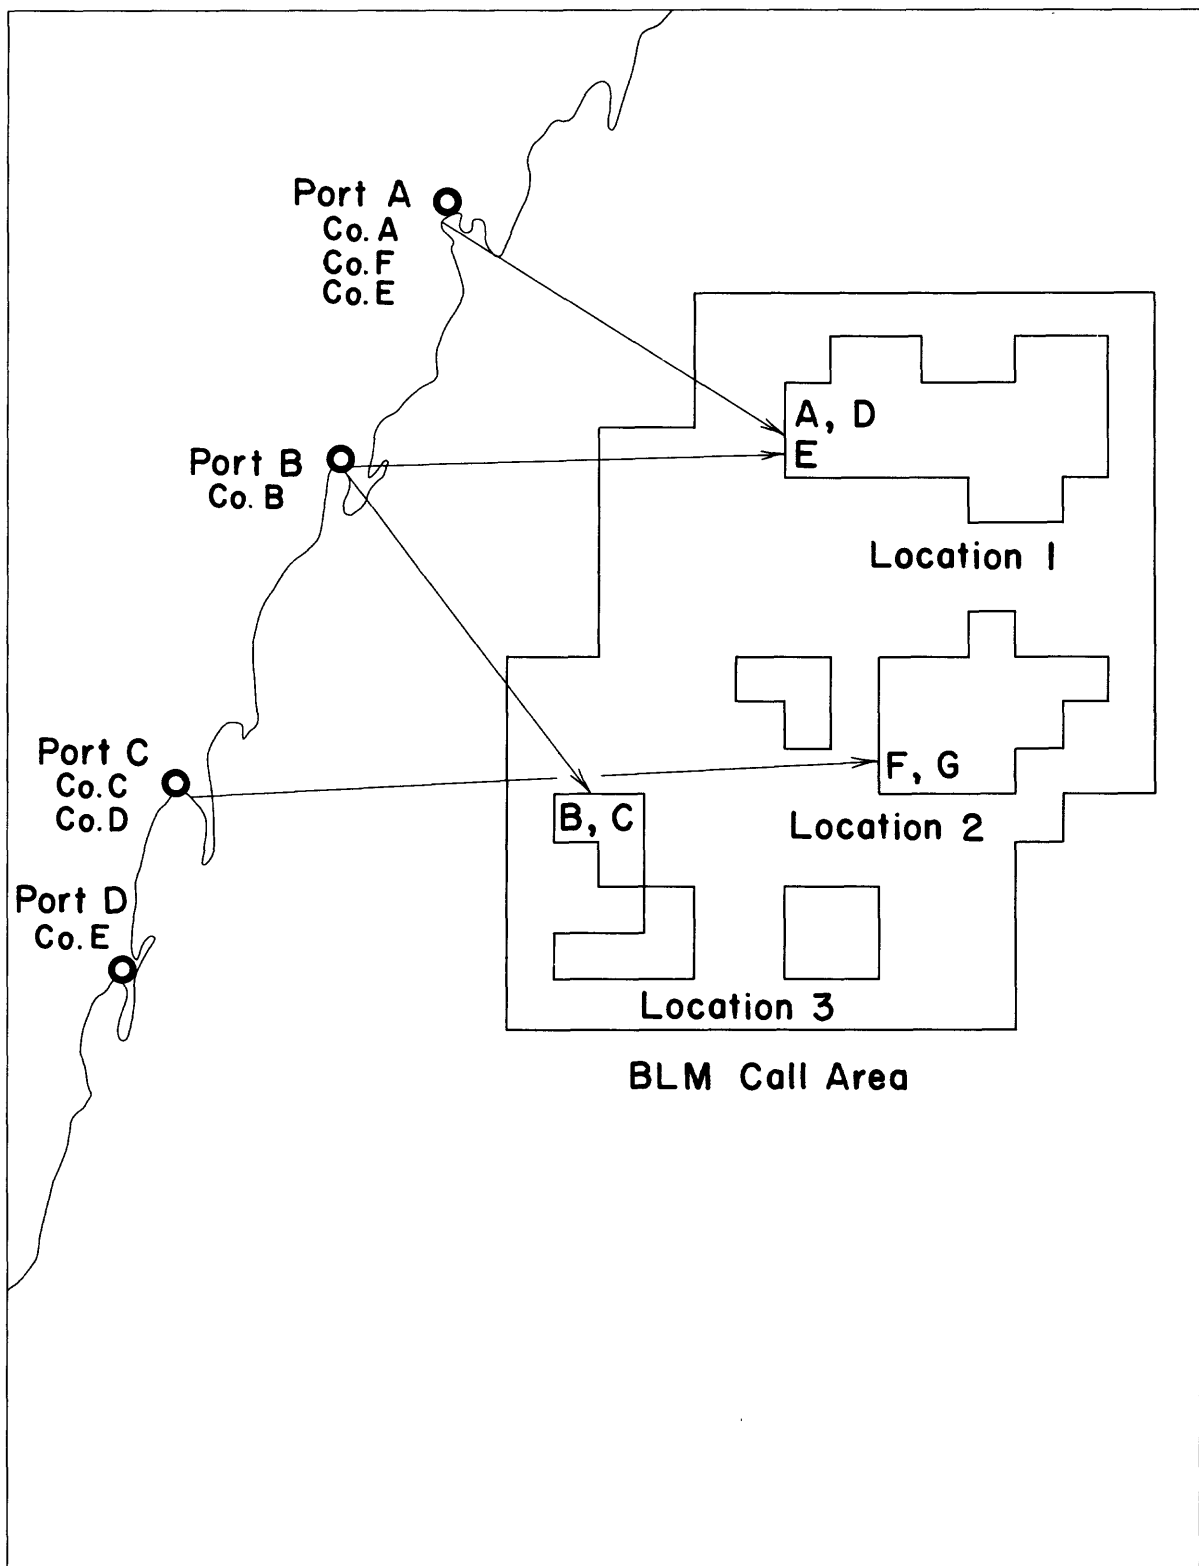 Port A
Co. A
Co. F
Co. E
A, D
E
Port B
Co. B
Location 1
Port C
Co. C
Co. D
F, G
B, C
Location 2
Port D
Co. E
Location 3
BLM Call Area